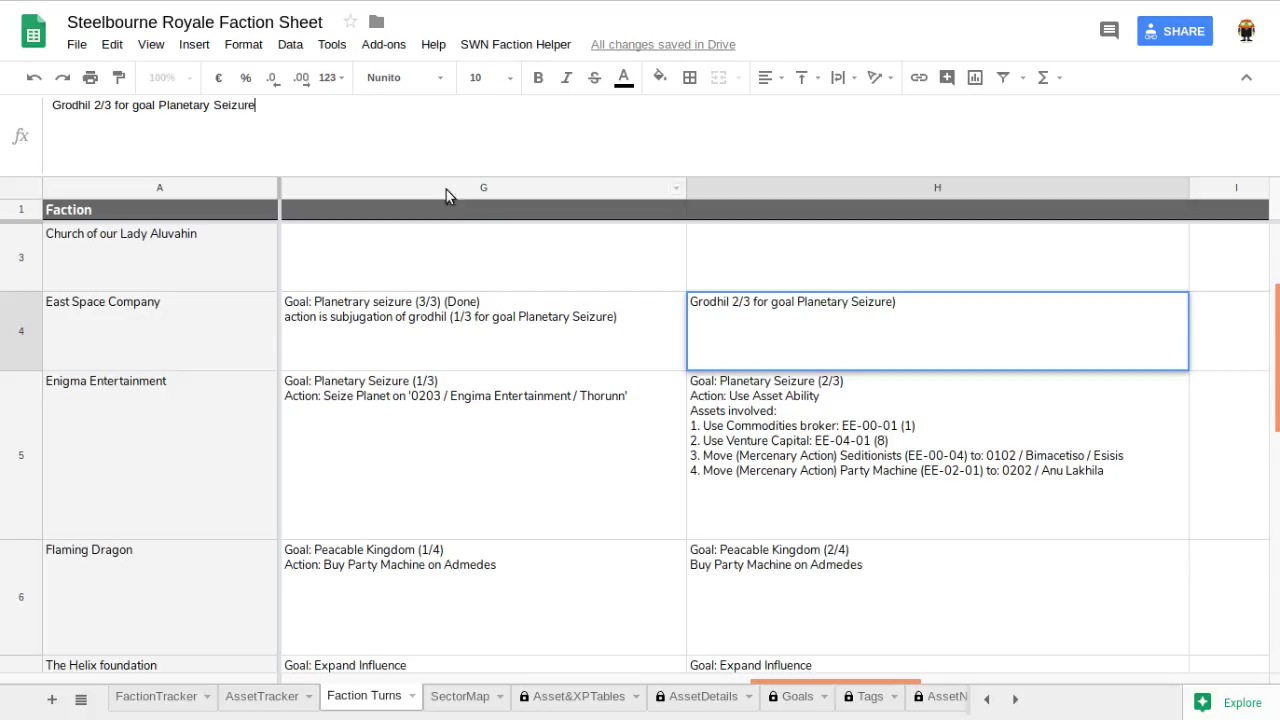 Steelbourne Royale Faction Sheet
File Edit View Insert Format Data Tools Add-ons Help SWN Faction Helper All changes saved in Drive
SHARE
100% € % .0 .00 123 Nunito 10 B I S A Σ
fx Grodhil 2/3 for goal Planetary Seizure
A G H I
1 Faction
3 Church of our Lady Aluvahin
4 East Space Company
Goal: Planetrary seizure (3/3) (Done)
action is subjugation of grodhil (1/3 for goal Planetary Seizure)
Grodhil 2/3 for goal Planetary Seizure)
5 Enigma Entertainment
Goal: Planetary Seizure (1/3)
Action: Seize Planet on '0203 / Engima Entertainment / Thorunn'
Goal: Planetary Seizure (2/3)
Action: Use Asset Ability
Assets involved:
1. Use Commodities broker: EE-00-01 (1)
2. Use Venture Capital: EE-04-01 (8)
3. Move (Mercenary Action) Seditionists (EE-00-04) to: 0102 / Bimacetiso / Esisis
4. Move (Mercenary Action) Party Machine (EE-02-01) to: 0202 / Anu Lakhila
6 Flaming Dragon
Goal: Peacable Kingdom (1/4)
Action: Buy Party Machine on Admedes
Goal: Peacable Kingdom (2/4)
Buy Party Machine on Admedes
The Helix foundation
Goal: Expand Influence
Goal: Expand Influence
FactionTracker AssetTracker Faction Turns SectorMap Asset&XPTables AssetDetails Goals Tags AssetN Explore